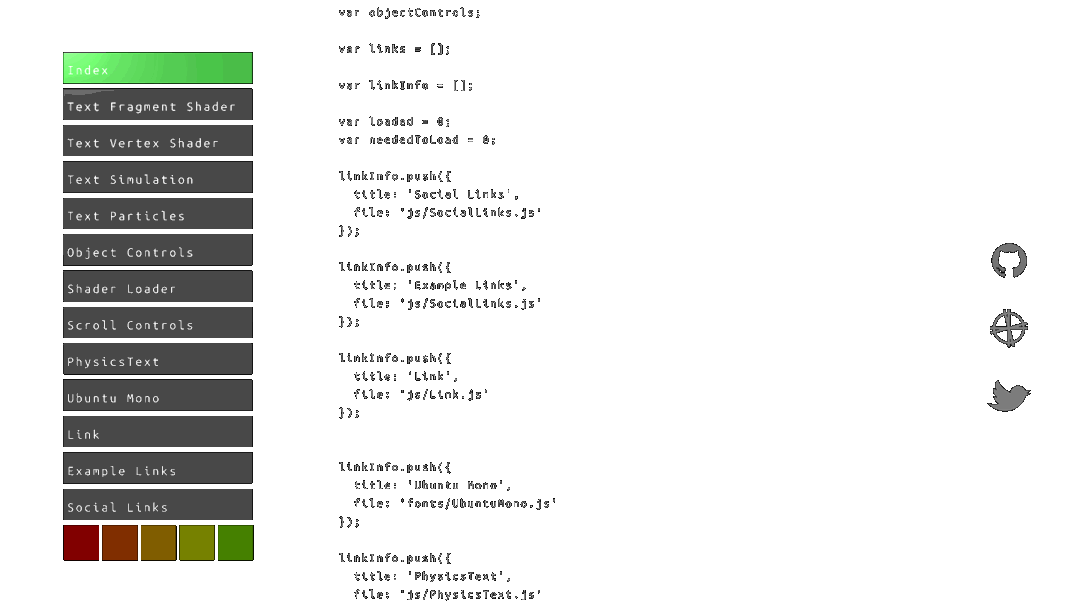 Index
Text Fragment Shader
Text Vertex Shader
Text Simulation
Text Particles
Object Controls
Shader Loader
Scroll Controls
PhysicsText
Ubuntu Mono
Link
Example Links
Social Links
var objectControls;
var links = [];
var linkInfo = [];
var loaded = 0;
var neededToLoad = 0;
linkInfo.push({
title: 'Social Links',
file: 'js/SocialLinks.js'
});
linkInfo.push({
title: 'Example Links',
file: 'js/SocialLinks.js'
});
linkInfo.push({
title: 'Link',
file: 'js/Link.js'
});
linkInfo.push({
title: 'Ubuntu Mono',
file: 'fonts/UbuntuMono.js'
});
linkInfo.push({
title: 'PhysicsText',
file: 'js/PhysicsText.js'